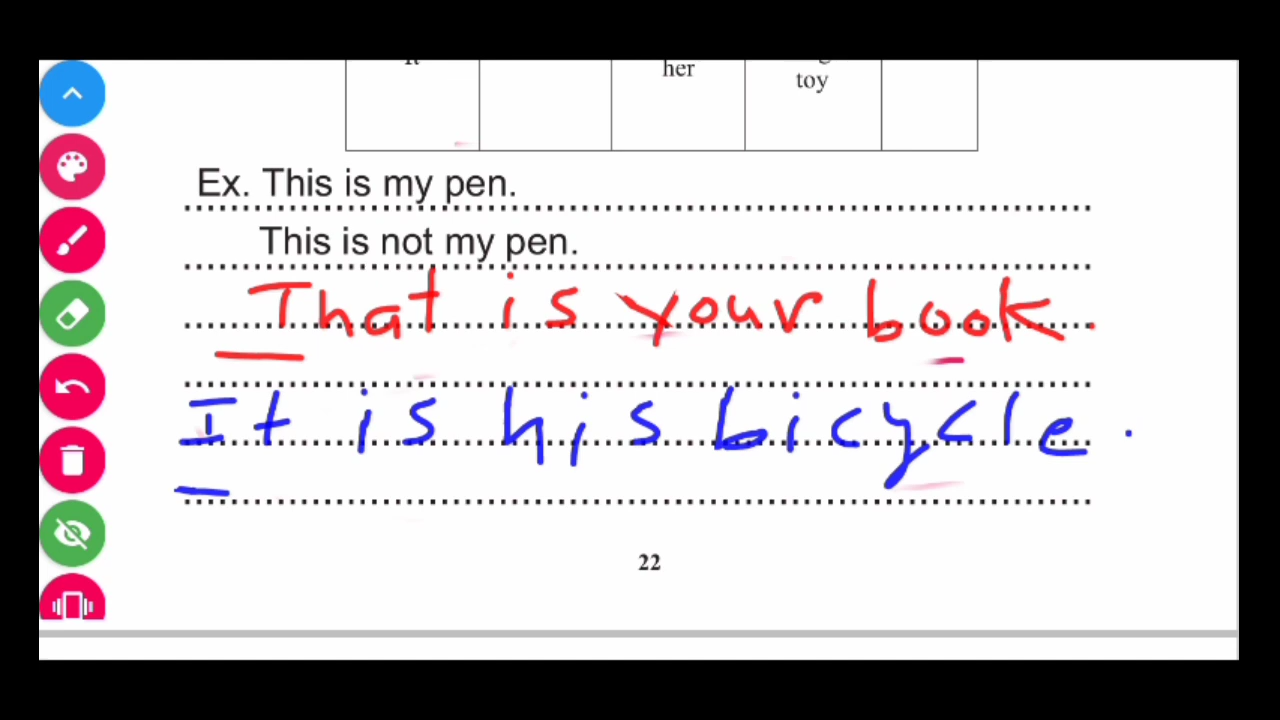 her
toy
Ex. This is my pen.
This is not my pen.
That is your book.
It is his bicycle.
22